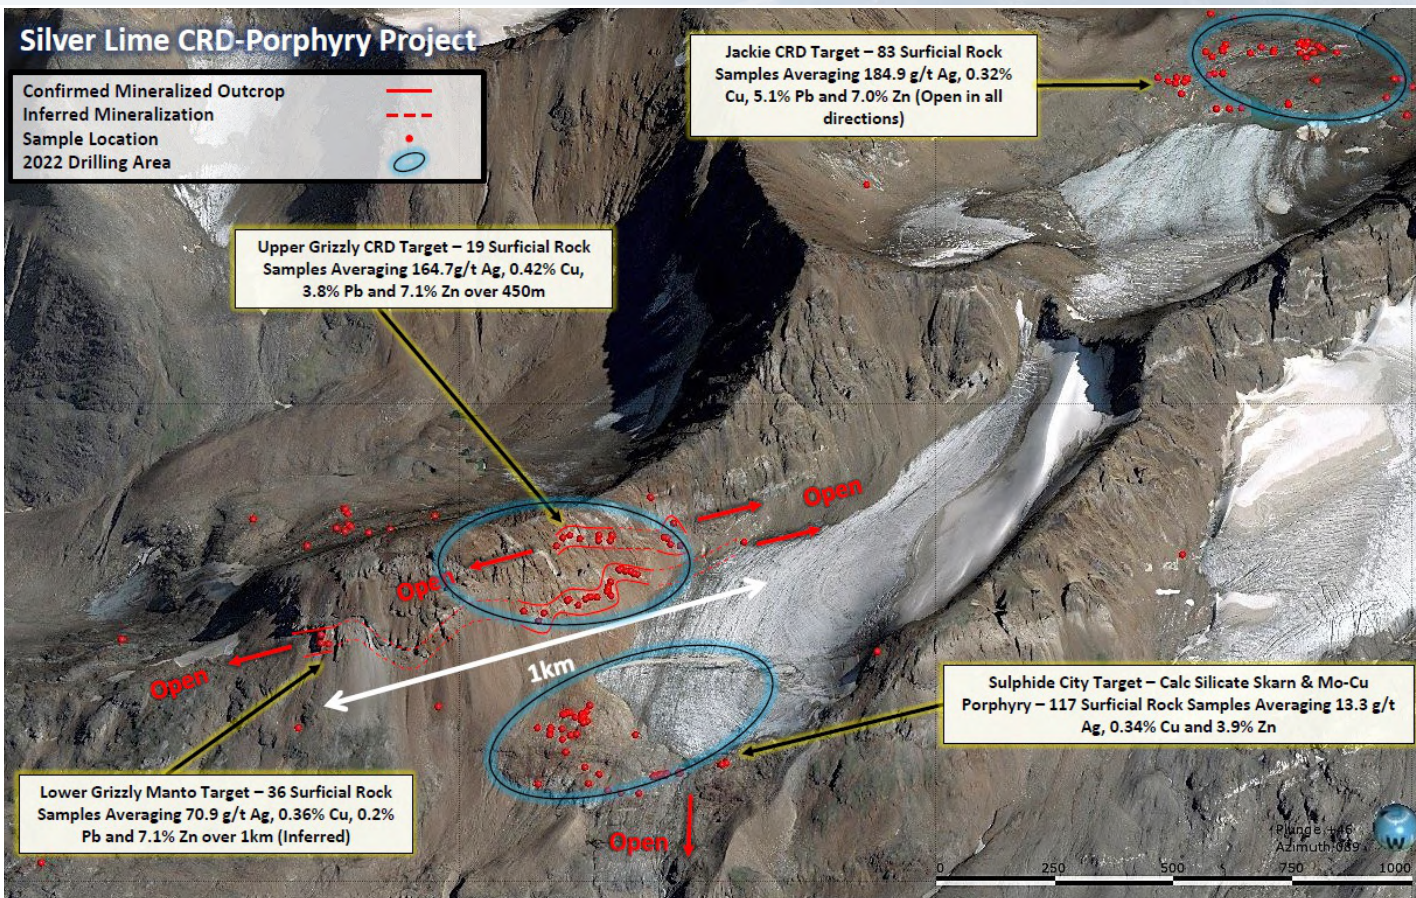 Silver Lime CRD-Porphyry Project
Confirmed Mineralized Outcrop
Inferred Mineralization
Sample Location
2022 Drilling Area
Jackie CRD Target – 83 Surficial Rock
Samples Averaging 184.9 g/t Ag, 0.32%
Cu, 5.1% Pb and 7.0% Zn (Open in all
directions)
Upper Grizzly CRD Target – 19 Surficial Rock
Samples Averaging 164.7g/t Ag, 0.42% Cu,
3.8% Pb and 7.1% Zn over 450m
Open
Open
Open
1km
Sulphide City Target – Calc Silicate Skarn & Mo-Cu
Porphyry – 117 Surficial Rock Samples Averaging 13.3 g/t
Ag, 0.34% Cu and 3.9% Zn
Lower Grizzly Manto Target – 36 Surficial Rock
Samples Averaging 70.9 g/t Ag, 0.36% Cu, 0.2%
Pb and 7.1% Zn over 1km (Inferred)
Open
Plunge +46
Azimuth 089
W
0 250 500 750 1000